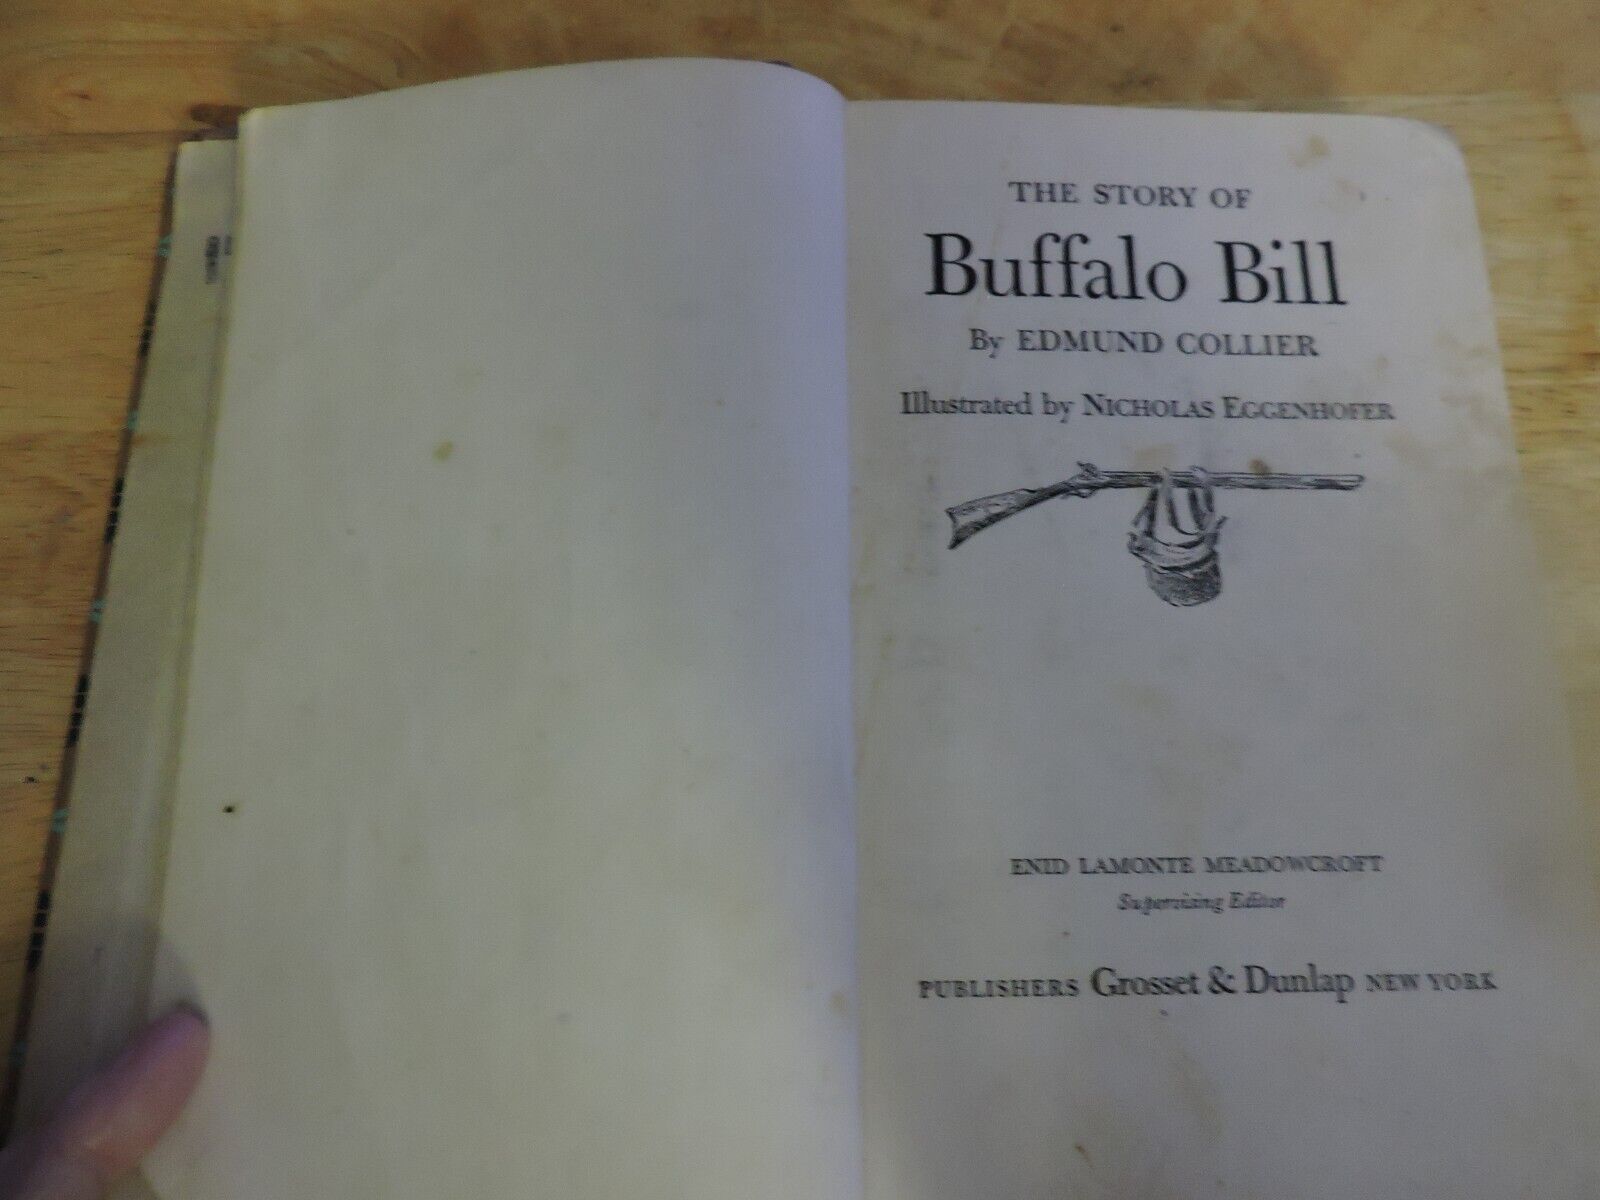 THE STORY OF
Buffalo Bill
By EDMUND COLLIER
Illustrated by NICHOLAS EGGENHOFER
ENID LAMONTE MEADOWCROFT
Supervising Editor
PUBLISHERS Grosset & Dunlap NEW YORK